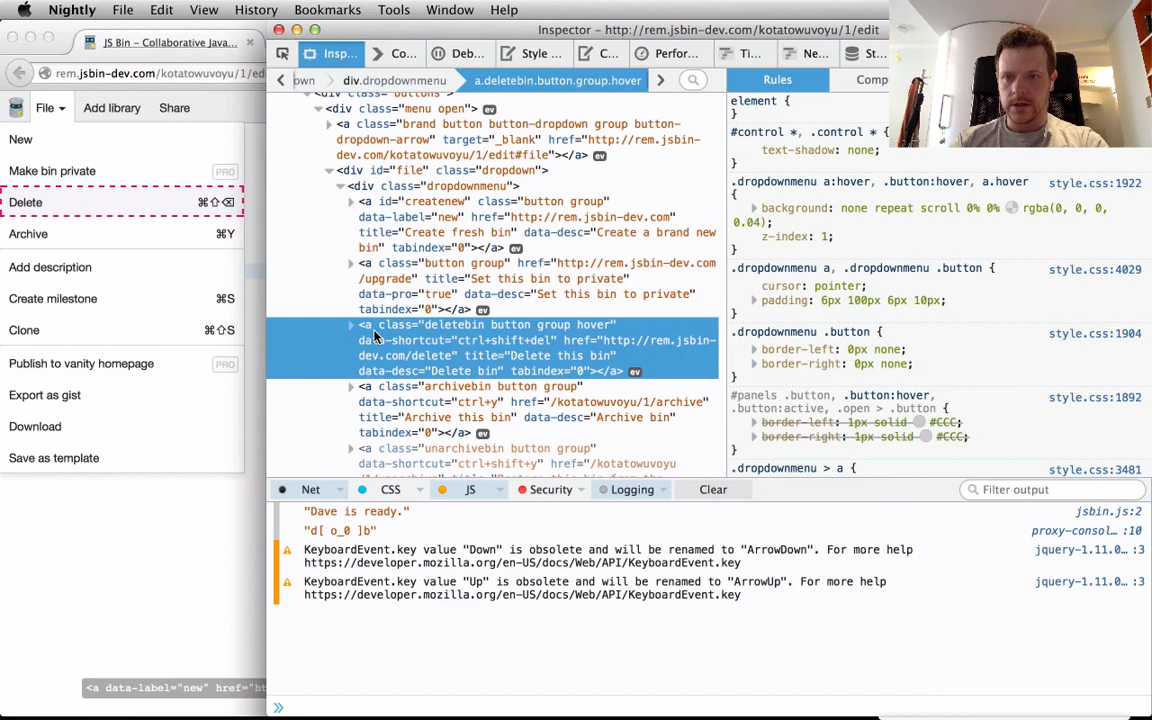 Nightly File Edit View History Bookmarks Tools Window Help
JS Bin - Collaborative Java...
rem.jsbin-dev.com/kotatowuvoyu/1/e
File Add library Share
New
Make bin private PRO
Delete ⌘⇧⌫
Archive ⌘Y
Add description
Create milestone ⌘S
Clone ⌘⇧S
Publish to vanity homepage PRO
Export as gist
Download
Save as template
<a data-label="new" href="ht
Inspector - http://rem.jsbin-dev.com/kotatowuvoyu/1/edit
Insp... Co... Deb... Style ... C... Perfor... Ti... Ne... St...
own div.dropdownmenu a.deletebin.button.group.hover
<div class="menu open"> ev
<a class="brand button button-dropdown group button-
dropdown-arrow" target="_blank" href="http://rem.jsbin-
dev.com/kotatowuvoyu/1/edit#file"></a> ev
<div id="file" class="dropdown">
<div class="dropdownmenu">
<a id="createnew" class="button group"
data-label="new" href="http://rem.jsbin-dev.com"
title="Create fresh bin" data-desc="Create a brand new
bin" tabindex="0"></a> ev
<a class="button group" href="http://rem.jsbin-dev.com
/upgrade" title="Set this bin to private"
data-pro="true" data-desc="Set this bin to private"
tabindex="0"></a> ev
<a class="deletebin button group hover"
data-shortcut="ctrl+shift+del" href="http://rem.jsbin-
dev.com/delete" title="Delete this bin"
data-desc="Delete bin" tabindex="0"></a> ev
<a class="archivebin button group"
data-shortcut="ctrl+y" href="/kotatowuvoyu/1/archive"
title="Archive this bin" data-desc="Archive bin"
tabindex="0"></a> ev
<a class="unarchivebin button group"
data-shortcut="ctrl+shift+y" href="/kotatowuvoyu
Rules Comp
element {
}
#control *, .control * {
text-shadow: none;
}
.dropdownmenu a:hover, .button:hover, a.hover style.css:1922
{
background: none repeat scroll 0% 0% rgba(0, 0, 0,
0.04);
z-index: 1;
}
.dropdownmenu a, .dropdownmenu .button { style.css:4029
cursor: pointer;
padding: 6px 100px 6px 10px;
}
.dropdownmenu .button { style.css:1904
border-left: 0px none;
border-right: 0px none;
}
#panels .button, .button:hover, style.css:1892
.button:active, .open > .button {
border-left: 1px solid #CCC;
border-right: 1px solid #CCC;
}
.dropdownmenu > a { style.css:3481
Net CSS JS Security Logging Clear Filter output
"Dave is ready." jsbin.js:2
"d[ o_0 ]b" proxy-consol... :10
KeyboardEvent.key value "Down" is obsolete and will be renamed to "ArrowDown". For more help jquery-1.11.0... :3
https://developer.mozilla.org/en-US/docs/Web/API/KeyboardEvent.key
KeyboardEvent.key value "Up" is obsolete and will be renamed to "ArrowUp". For more help jquery-1.11.0... :3
https://developer.mozilla.org/en-US/docs/Web/API/KeyboardEvent.key
»